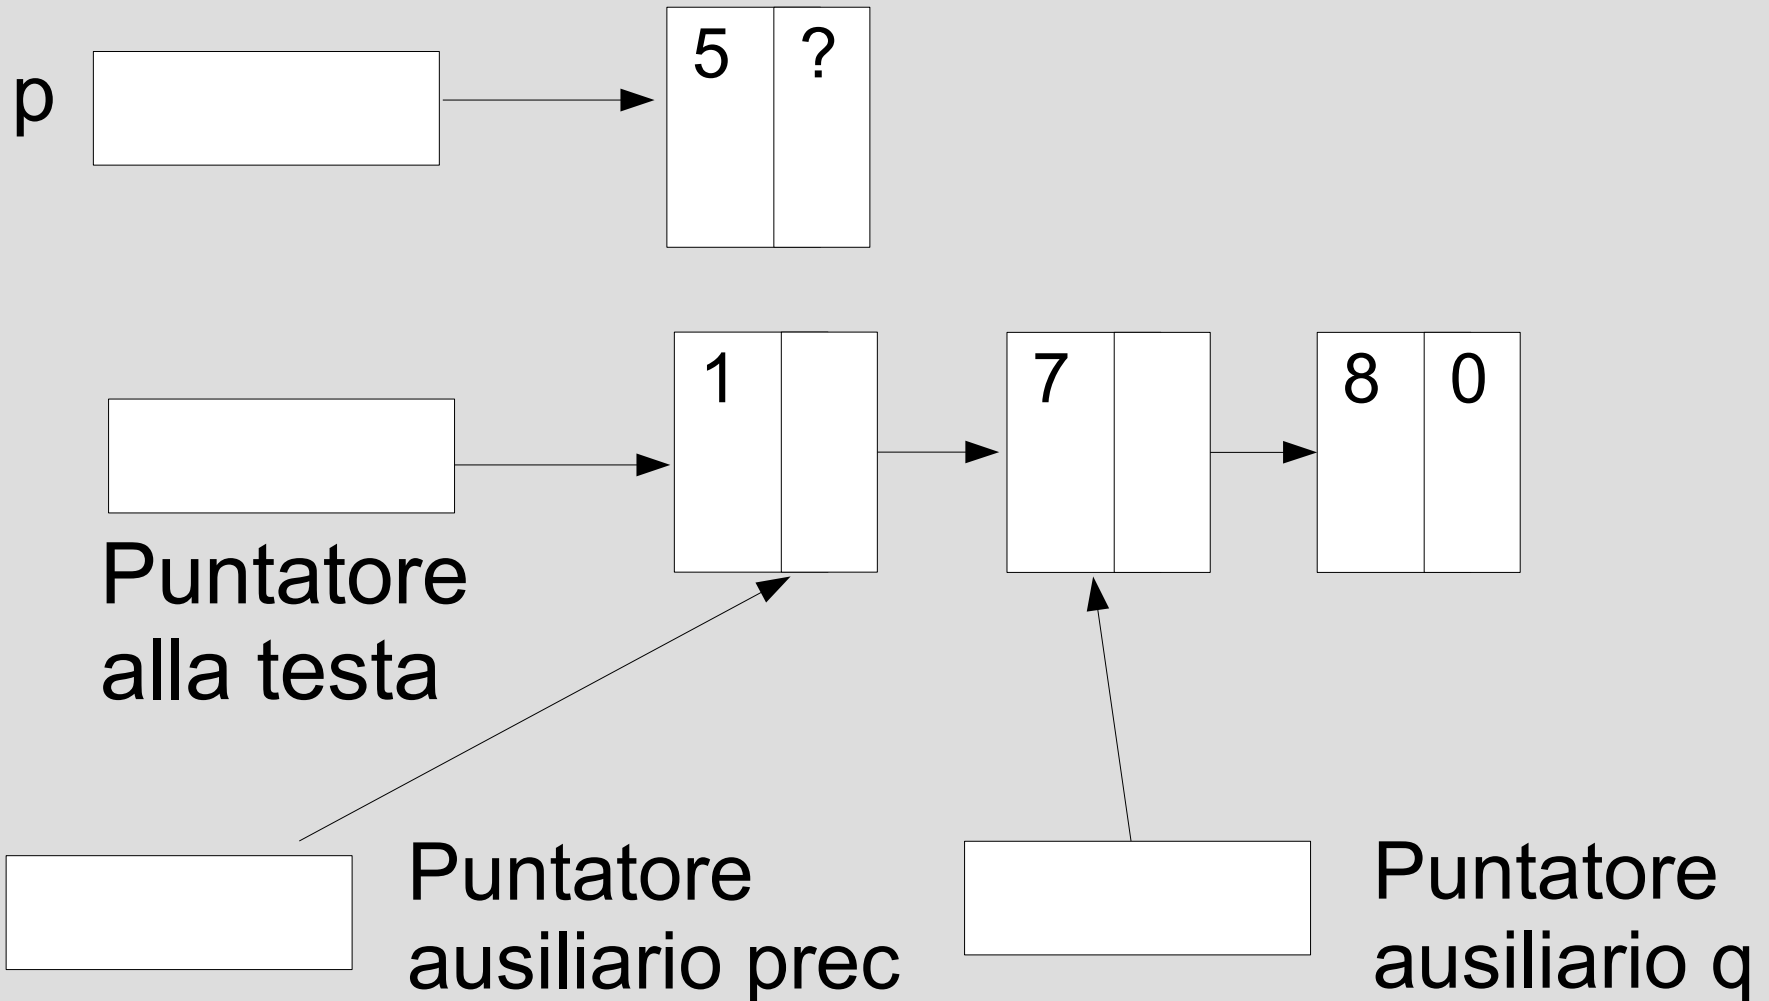 p
5 ?
1
7
8 0
Puntatore
alla testa
Puntatore
ausiliario prec
Puntatore
ausiliario q